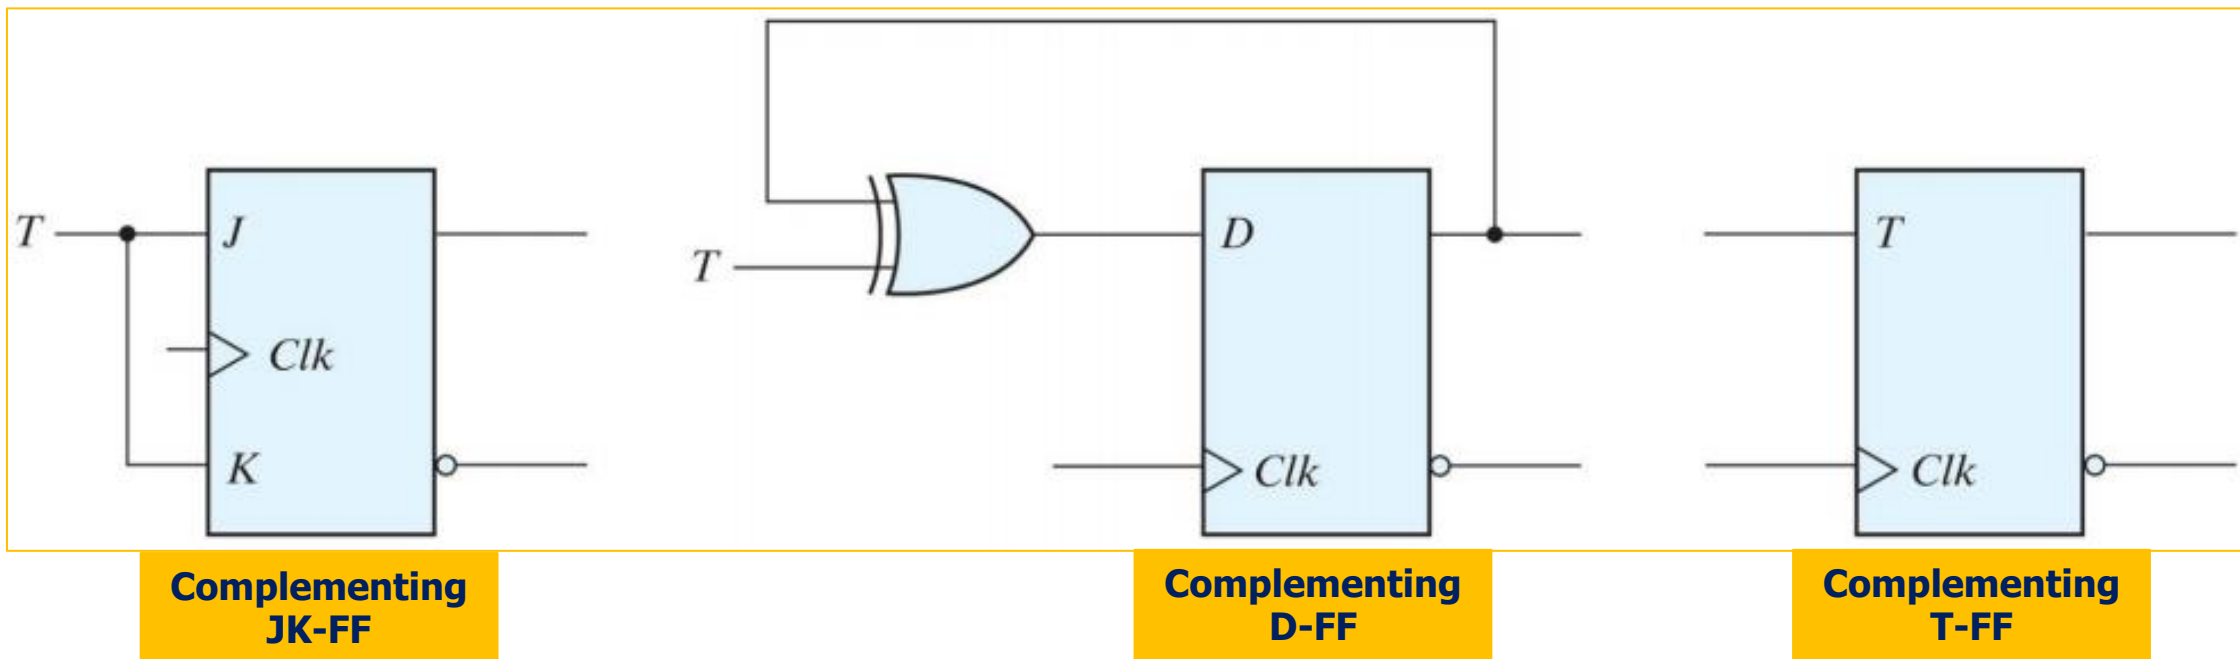 T
J
Clk
K
T
D
Clk
T
Clk
Complementing
JK-FF
Complementing
D-FF
Complementing
T-FF